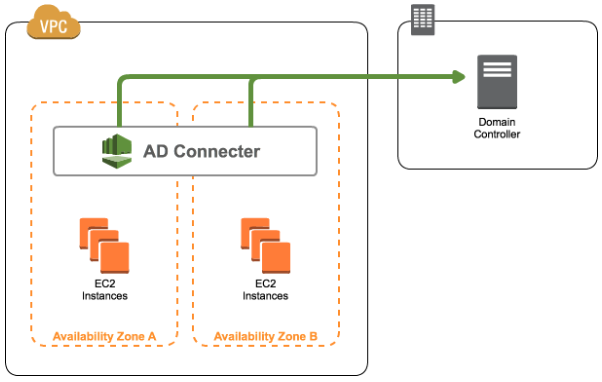 VPC
Domain
Controller
AD Connecter
EC2
Instances
EC2
Instances
Availability Zone A
Availability Zone B